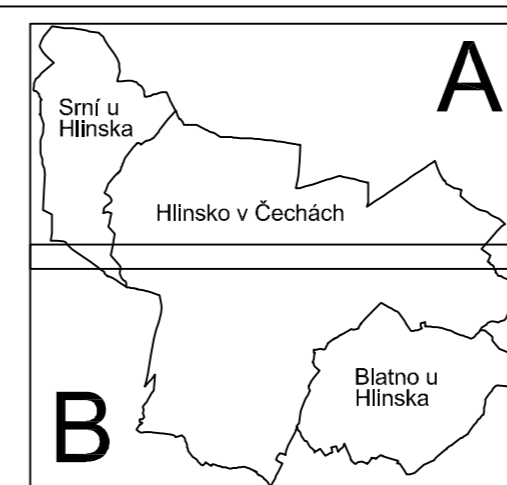 A
Srní u
Hlinska
Hlinsko v Čechách
Blatno u
Hlinska
B